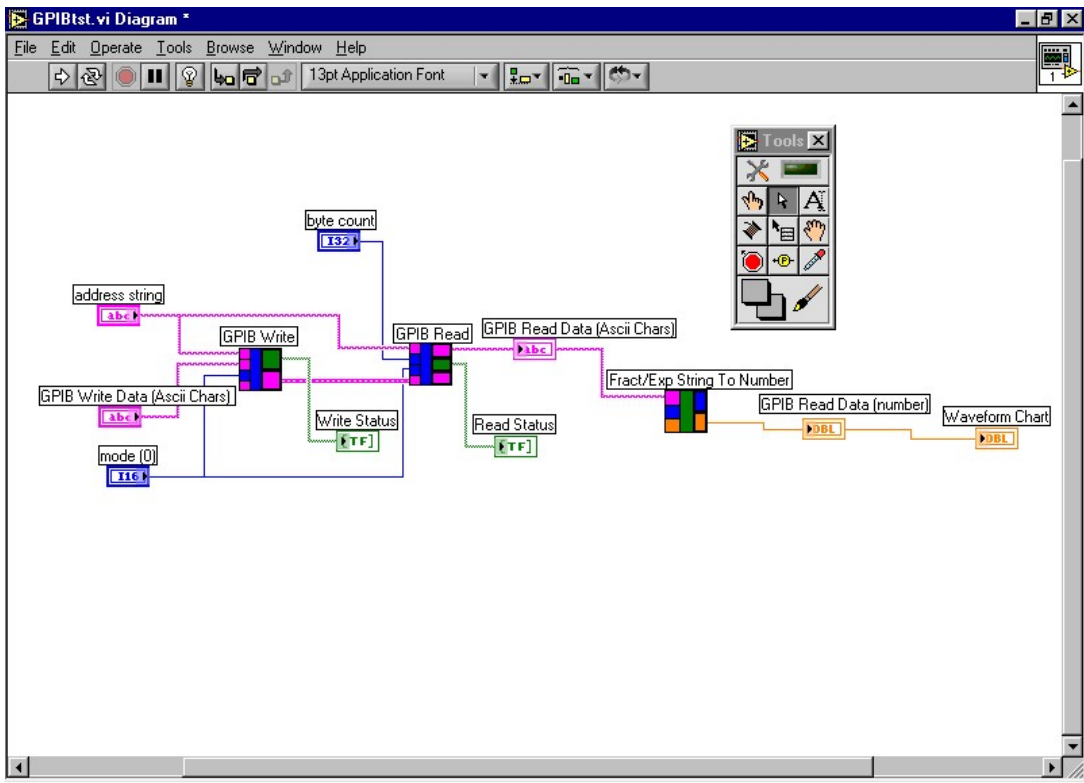 GPIBtst.vi Diagram *
File Edit Operate Tools Browse Window Help
13pt Application Font
1
Tools
A
P
byte count
I32
address string
abc
GPIB Write
GPIB Read
GPIB Read Data (Ascii Chars)
abc
GPIB Write Data (Ascii Chars)
abc
Fract/Exp String To Number
Write Status
TF
Read Status
TF
GPIB Read Data (number)
DBL
Waveform Chart
DBL
mode (0)
I16